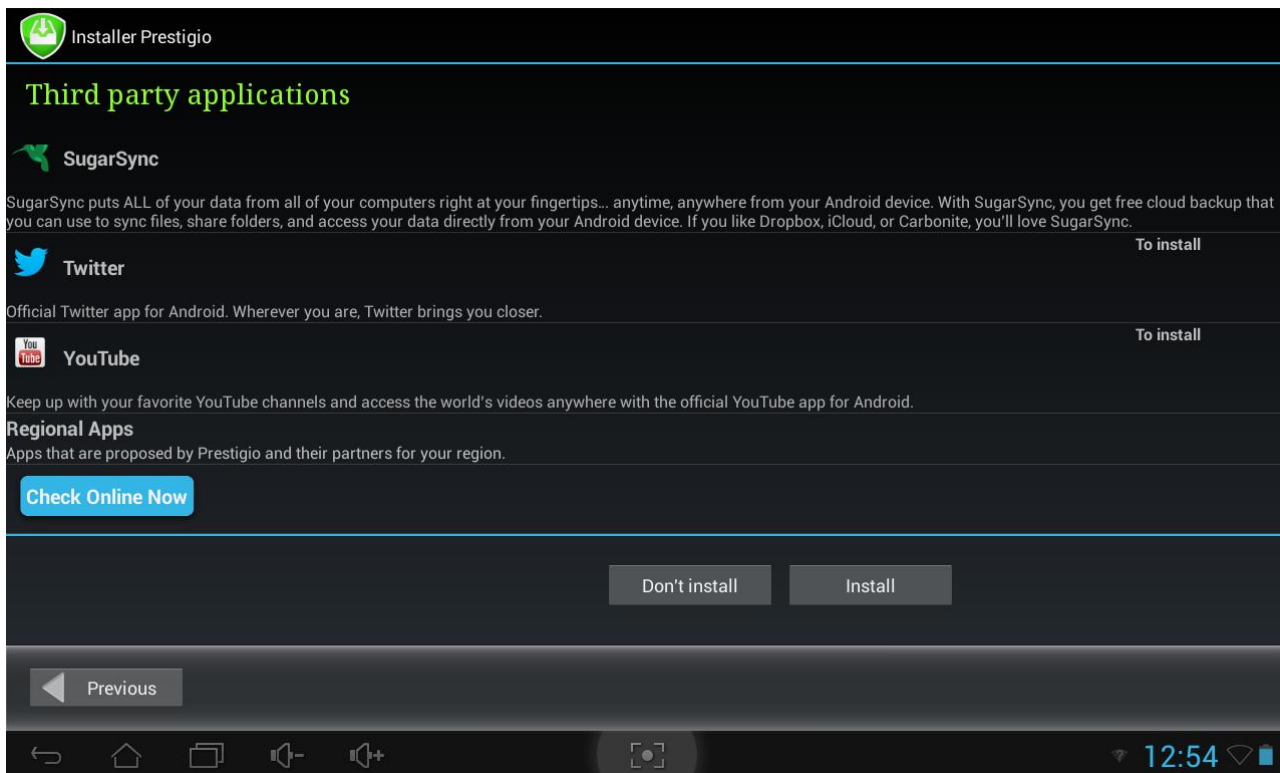 Installer Prestigio
Third party applications
SugarSync
SugarSync puts ALL of your data from all of your computers right at your fingertips... anytime, anywhere from your Android device. With SugarSync, you get free cloud backup that
you can use to sync files, share folders, and access your data directly from your Android device. If you like Dropbox, iCloud, or Carbonite, you'll love SugarSync.
To install
Twitter
Official Twitter app for Android. Wherever you are, Twitter brings you closer.
To install
You
Tube
YouTube
Keep up with your favorite YouTube channels and access the world's videos anywhere with the official YouTube app for Android.
Regional Apps
Apps that are proposed by Prestigio and their partners for your region.
Check Online Now
Don't install
Install
Previous
12:54